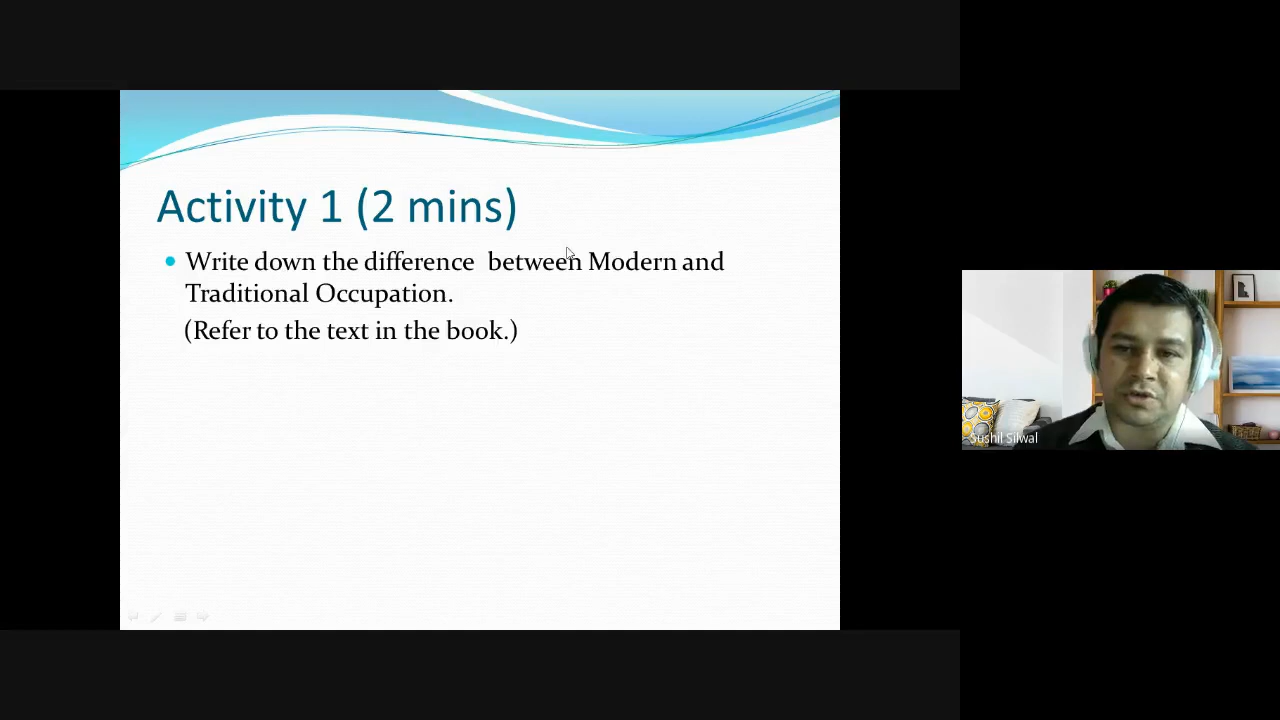 Activity 1 (2 mins)
Write down the difference  between Modern and
Traditional Occupation.
(Refer to the text in the book.)
Sushil Silwal